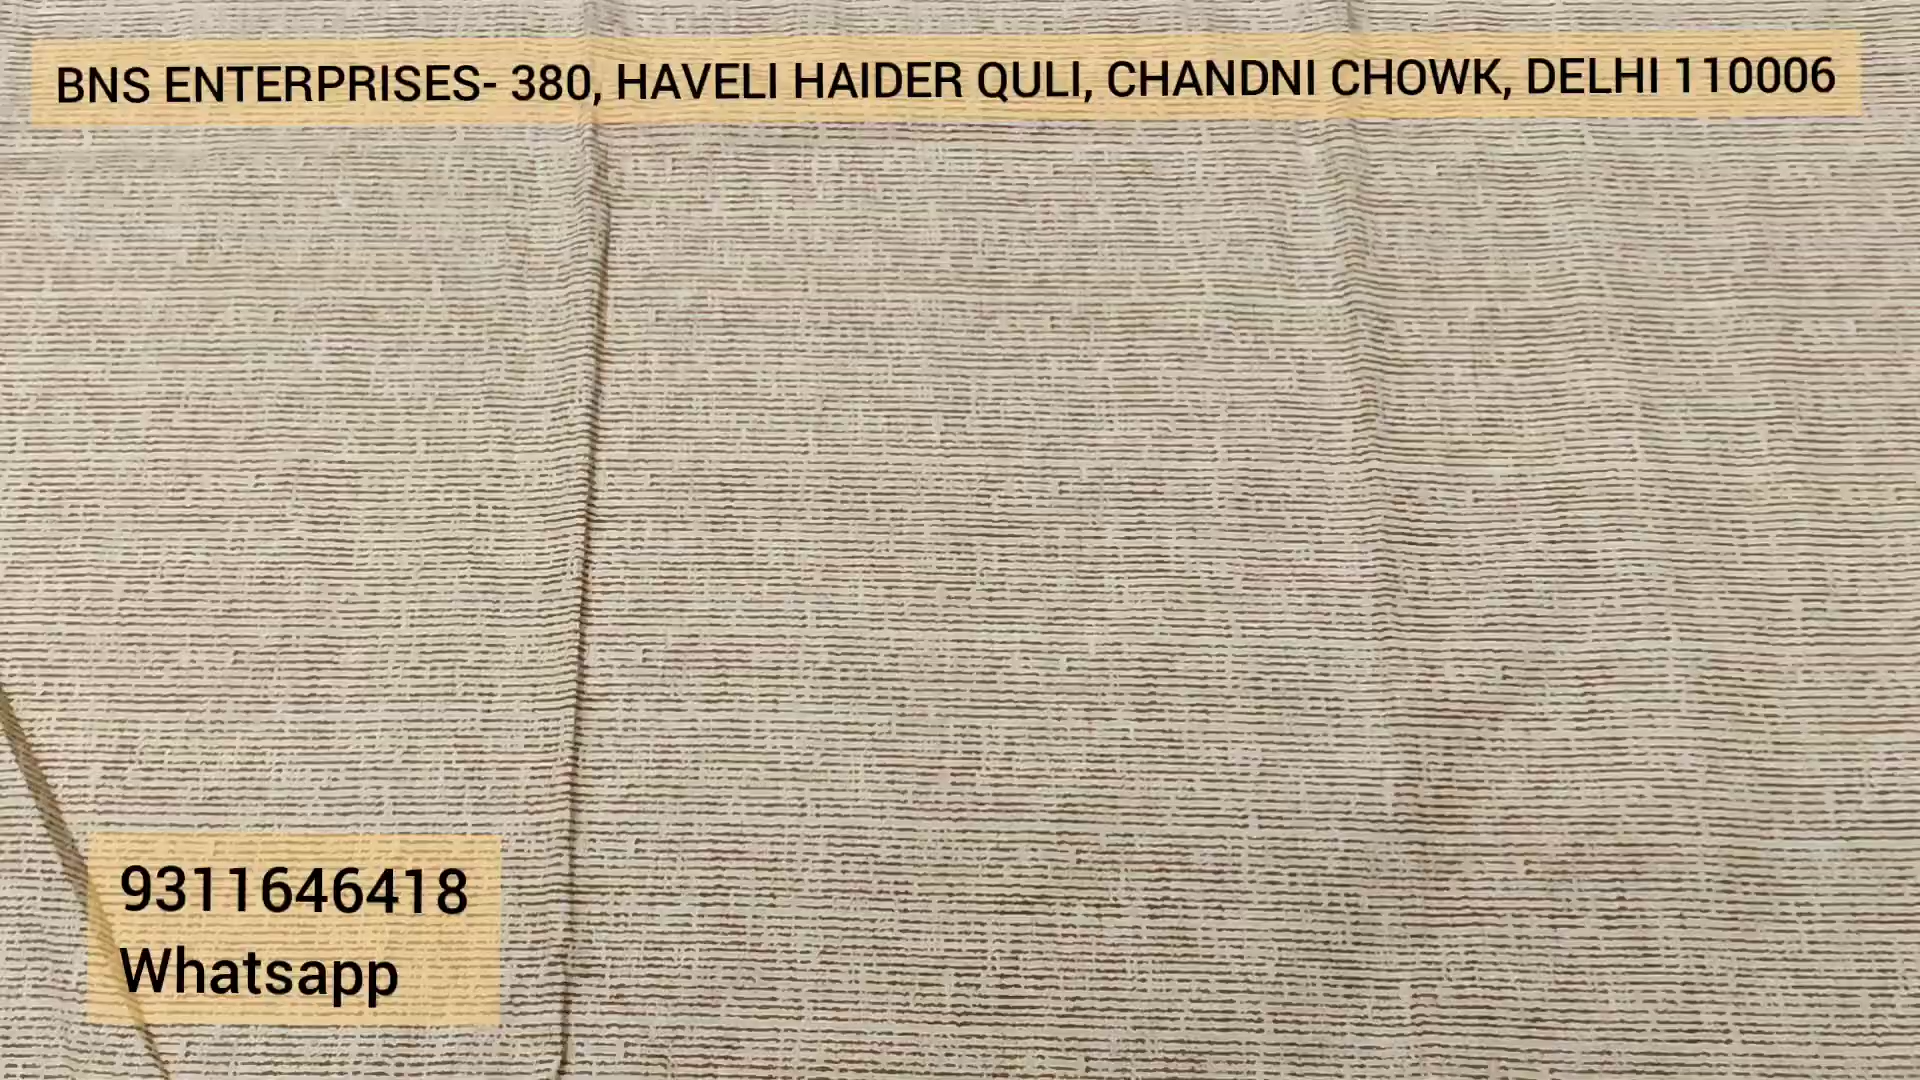 BNS ENTERPRISES- 380, HAVELI HAIDER QULI, CHANDNI CHOWK, DELHI 110006
9311646418
Whatsapp